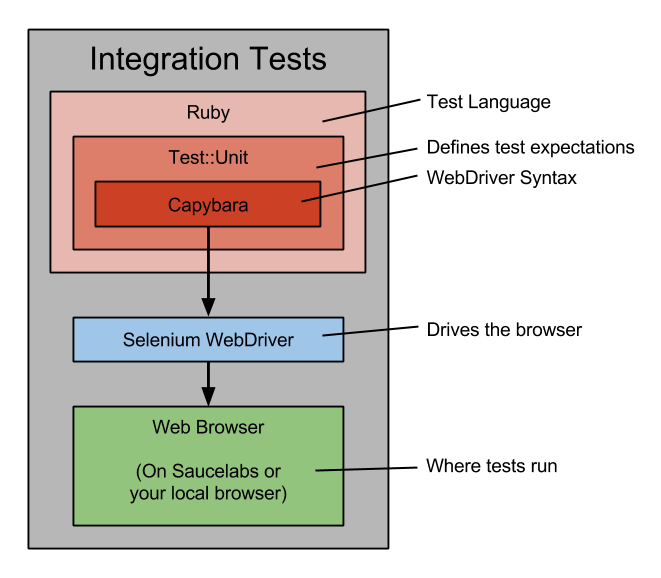 Integration Tests
Ruby
Test Language
Test::Unit
Defines test expectations
Capybara
WebDriver Syntax
Selenium WebDriver
Drives the browser
Web Browser
(On Saucelabs or
your local browser)
Where tests run